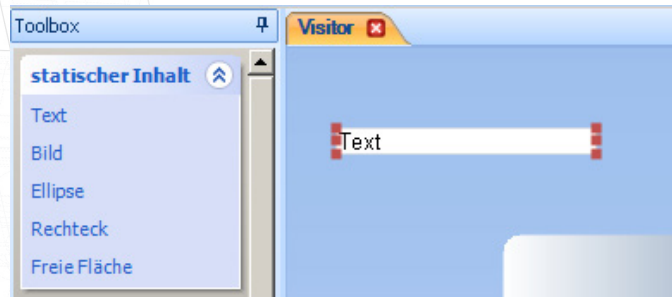 Toolbox
statischer Inhalt
Text
Bild
Ellipse
Rechteck
Freie Fläche
Visitor
Text